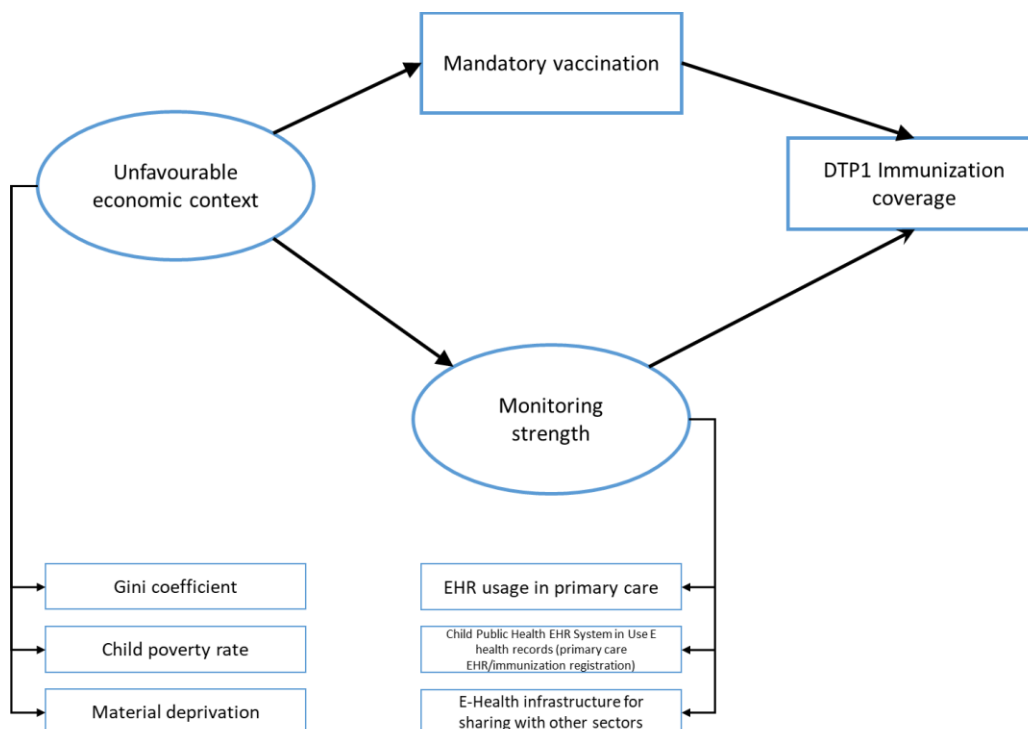 Mandatory vaccination
Unfavourable
economic context
DTP1 Immunization
coverage
Monitoring
strength
Gini coefficient
Child poverty rate
Material deprivation
EHR usage in primary care
Child Public Health EHR System in Use E
health records (primary care
EHR/immunization registration)
E-Health infrastructure for
sharing with other sectors